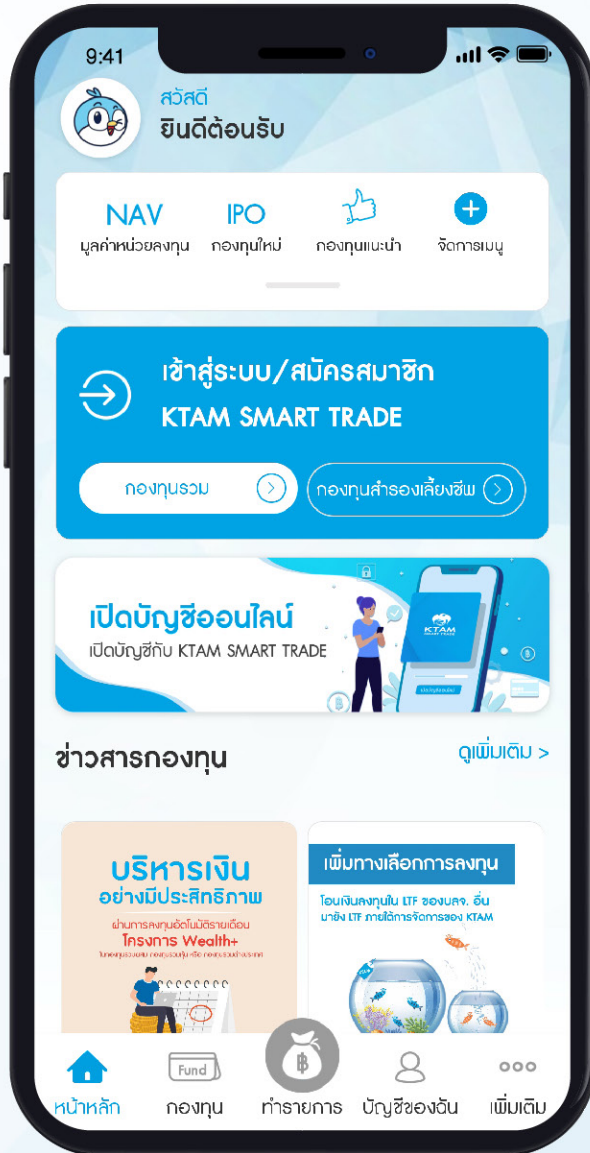 9:41
สวัสดี
ยินดีต้อนรับ
NAV
IPO
มูลค่าหน่วยลงทุน
กองทุนใหม่
กองทุนแนะนำ
จัดการเมนู
เข้าสู่ระบบ/สมัครสมาชิก
KTAM SMART TRADE
กองทุนรวม
กองทุนสำรองเลี้ยงชีพ
เปิดบัญชีออนไลน์
เปิดบัญชีกับ KTAM SMART TRADE
KTAM
SMART TRADE
ข่าวสารกองทุน
ดูเพิ่มเติม >
บริหารเงิน
อย่างมีประสิทธิภาพ
ผ่านการลงทุนอัตโนมัติรายเดือน
โครงการ Wealth+
เพิ่มทางเลือกการลงทุน
โอนเงินลงทุนใน LTF ของบลจ. อื่น
มายัง LTF ภายใต้การจัดการของ KTAM
Fund
฿
หน้าหลัก
กองทุน
ทำรายการ
บัญชีของฉัน
เพิ่มเติม